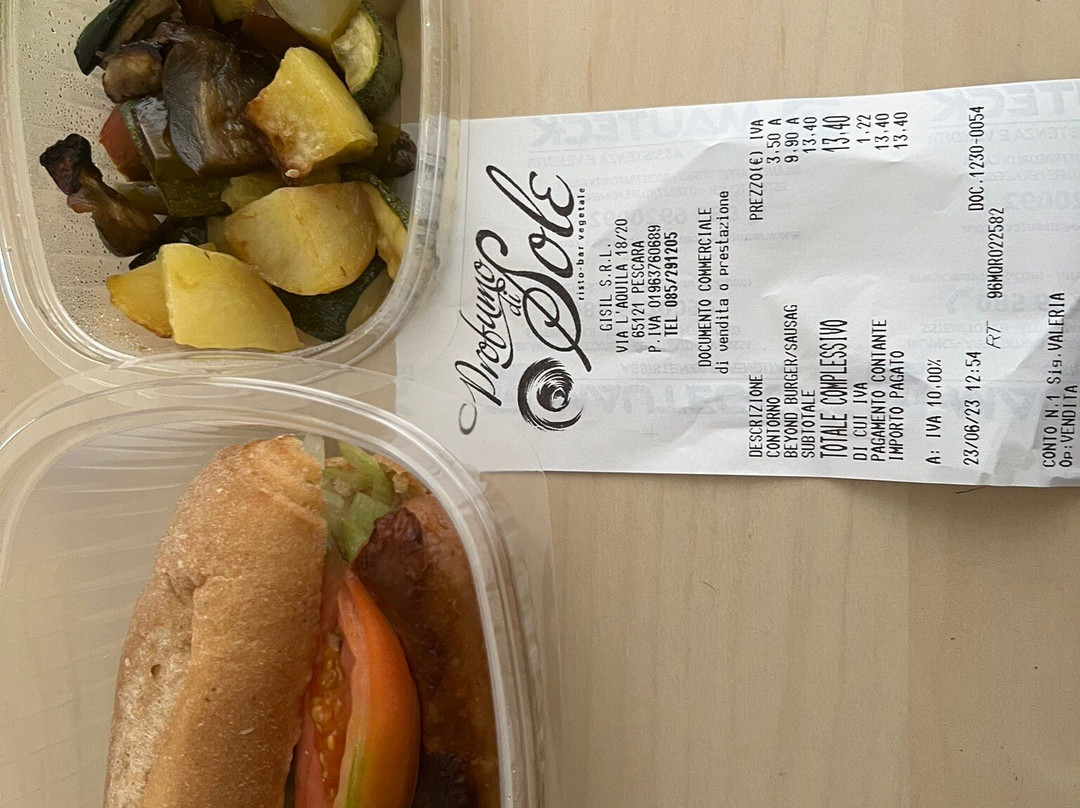 Profumo
di
Sole
risto-bar vegetale
GISIL S.R.L.
VIA L'AQUILA 18/20
65121 PESCARA
P. IVA 01963760689
TEL 085/291205
DOCUMENTO COMMERCIALE
di vendita o prestazione
DESCRIZIONE PREZZO(€) IVA
CONTORNO 3,50 A
BEYOND BURGER/SAUSAG 9,90 A
SUBTOTALE 13,40
TOTALE COMPLESSIVO 13,40
DI CUI IVA 1,22
PAGAMENTO CONTANTE 13,40
IMPORTO PAGATO 13,40
A: IVA 10,00%
23/06/23 12:54 DOC.1230-0054
RT 96MOR022582
CONTO N.1 Sig.VALERIA
Op:VENDITA